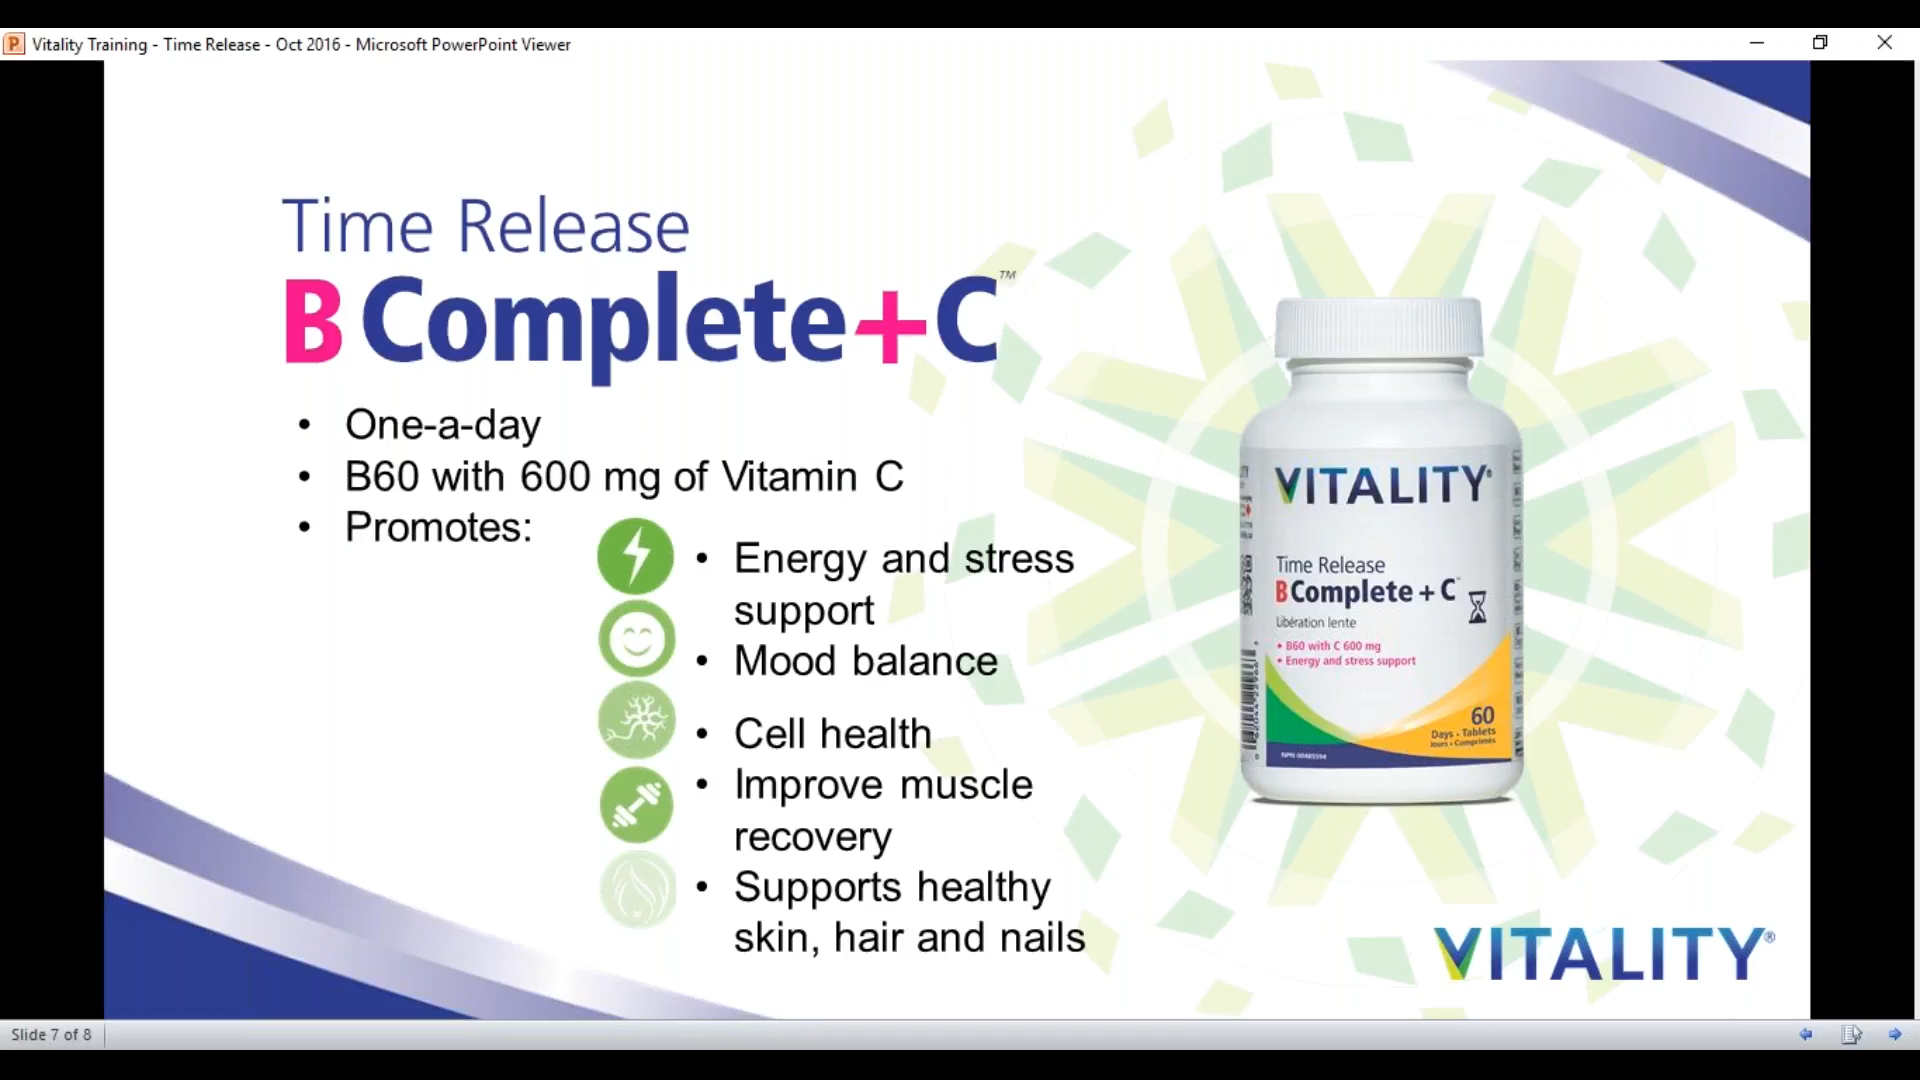 Vitality Training - Time Release - Oct 2016 - Microsoft PowerPoint Viewer
Time Release
B Complete+C™
• One-a-day
• B60 with 600 mg of Vitamin C
• Promotes:
• Energy and stress
support
• Mood balance
• Cell health
• Improve muscle
recovery
• Supports healthy
skin, hair and nails
VITALITY®
Time Release
B Complete + C™
Libération lente
• B60 with C 600 mg
• Energy and stress support
60
Days • Tablets
Jours • Comprimés
VITALITY®
Slide 7 of 8